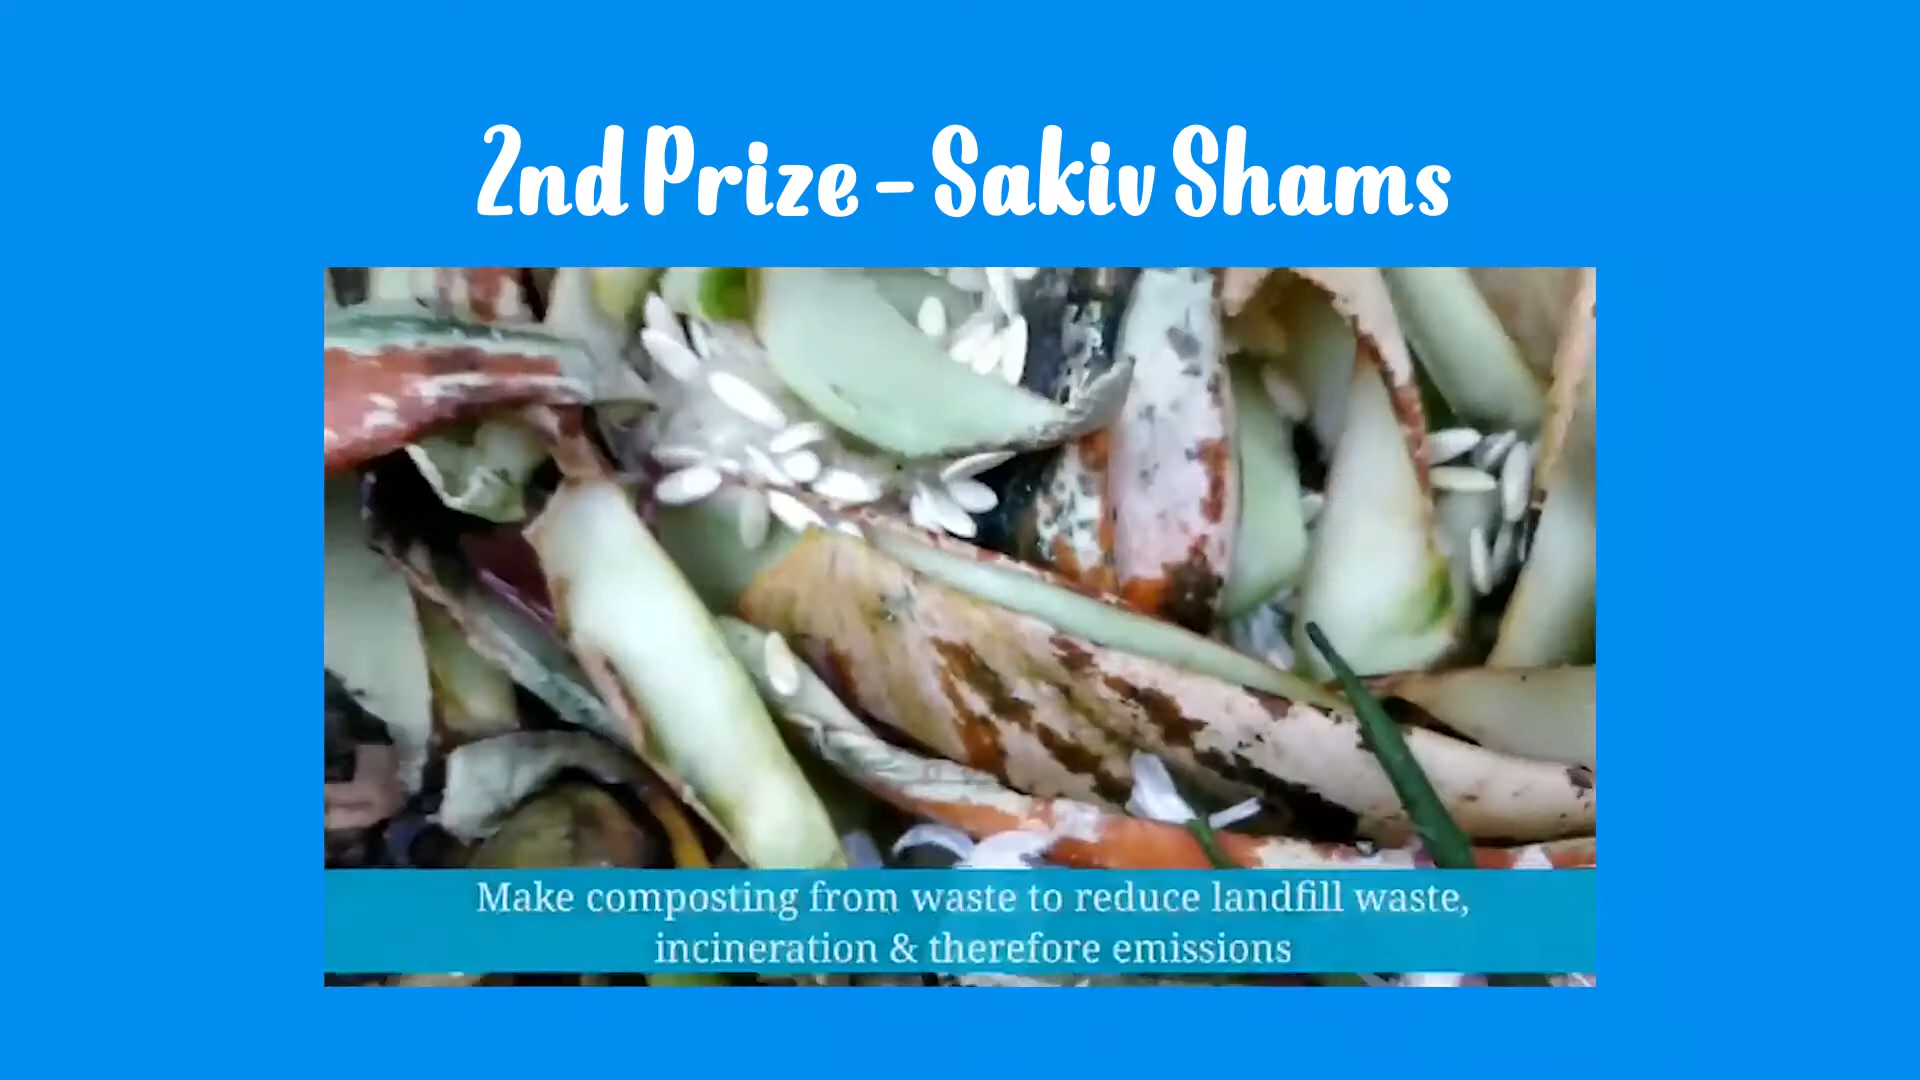 2nd Prize - Sakiv Shams
Make composting from waste to reduce landfill waste,
incineration & therefore emissions